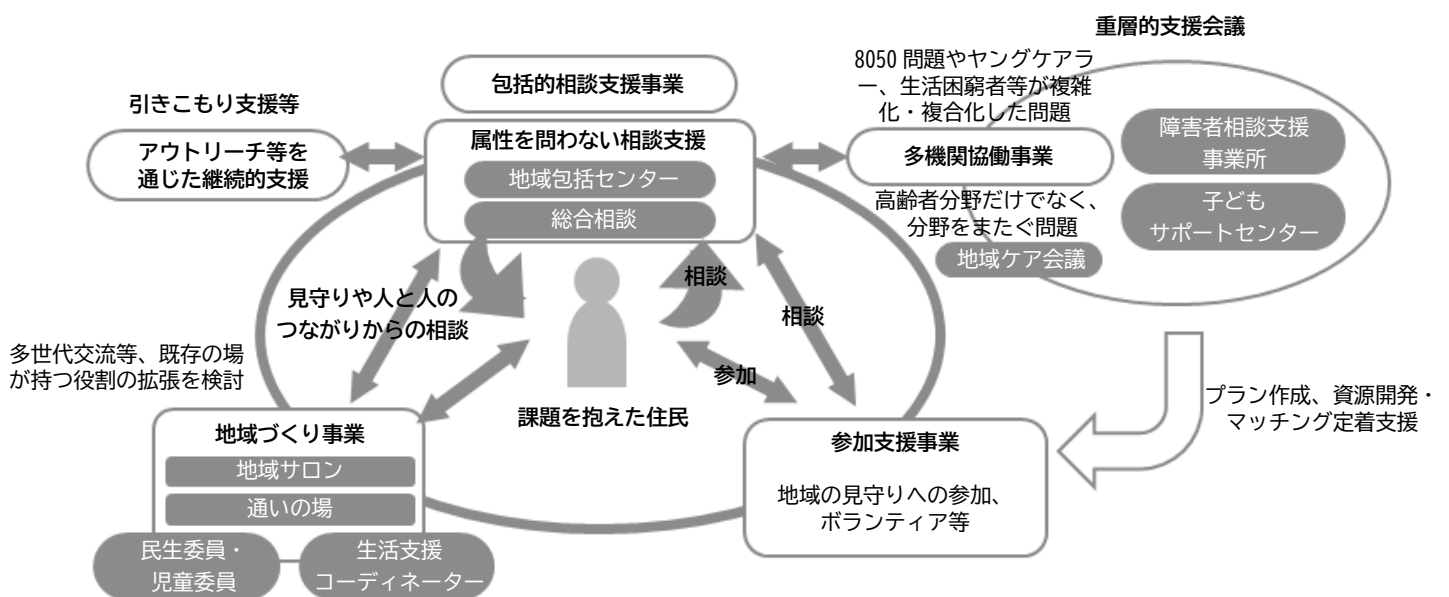 重層的支援会議
8050 問題やヤングケアラ
ー、生活困窮者等が複雑
化・複合化した問題
包括的相談支援事業
引きこもり支援等
アウトリーチ等を
通じた継続的支援
属性を問わない相談支援
地域包括センター
総合相談
多機関協働事業
高齢者分野だけでなく、
分野をまたぐ問題
地域ケア会議
障害者相談支援
事業所
子ども
サポートセンター
見守りや人と人の
つながりからの相談
相談
相談
参加
多世代交流等、既存の場
が持つ役割の拡張を検討
課題を抱えた住民
プラン作成、資源開発・
マッチング定着支援
地域づくり事業
地域サロン
通いの場
民生委員・
児童委員
生活支援
コーディネーター
参加支援事業
地域の見守りへの参加、
ボランティア等